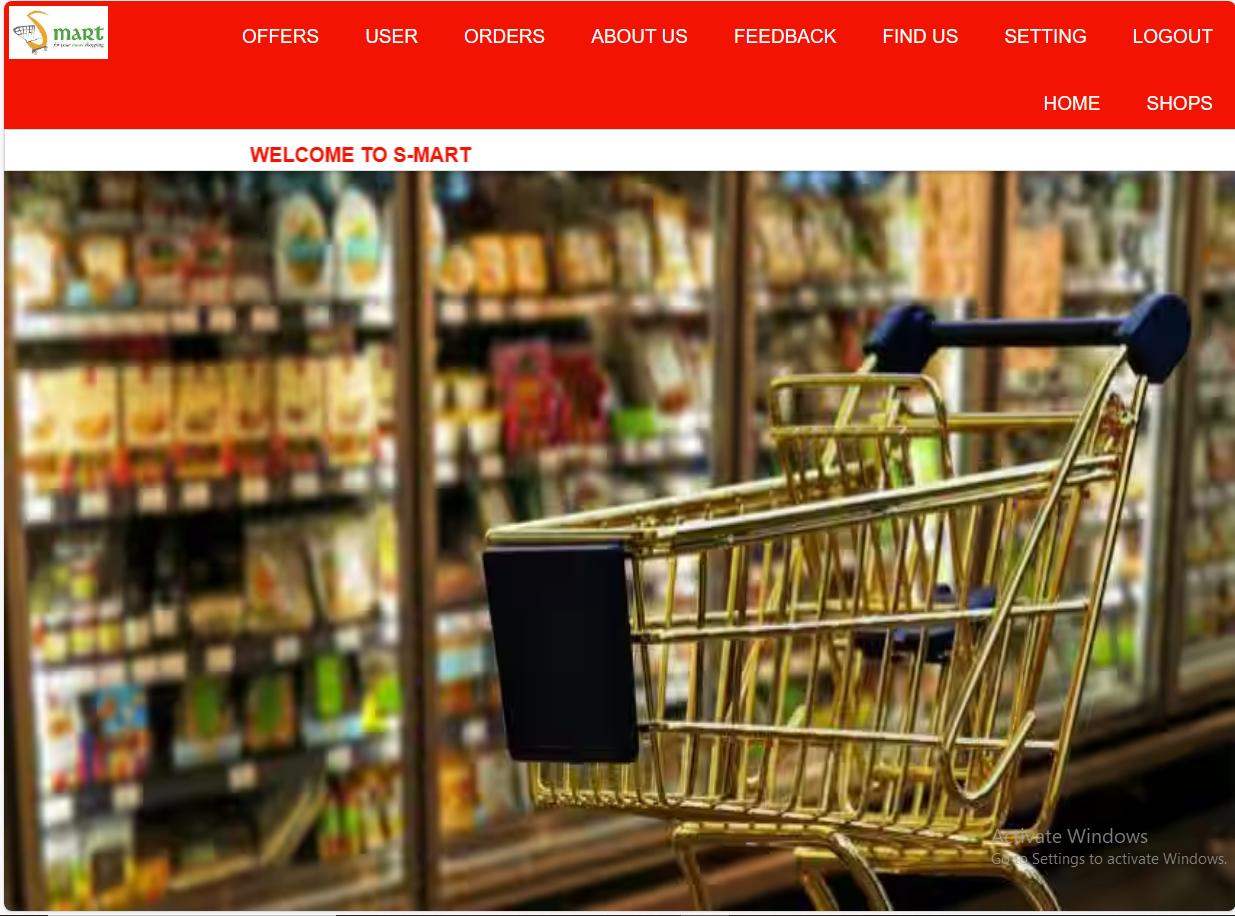 S mart
for your smart shopping
OFFERS USER ORDERS ABOUT US FEEDBACK FIND US SETTING LOGOUT
HOME SHOPS
WELCOME TO S-MART
Activate Windows
Go to Settings to activate Windows.